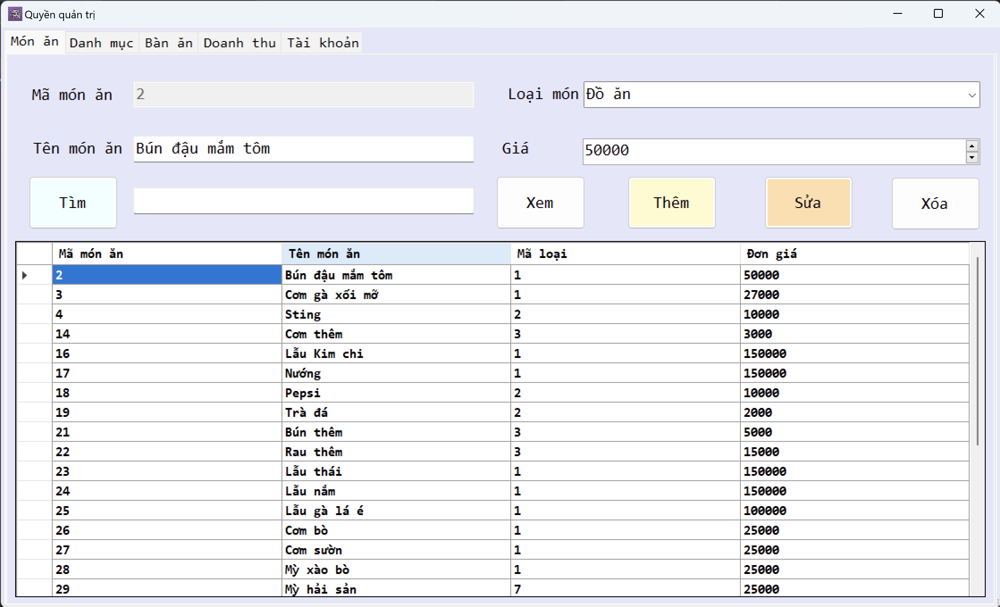 Quyền quản trị
Món ăn Danh mục Bàn ăn Doanh thu Tài khoản
Mã món ăn 2 Loại món Đồ ăn
Tên món ăn Bún đậu mắm tôm Giá 50000
Tìm Xem Thêm Sửa Xóa
Mã món ăn Tên món ăn Mã loại Đơn giá
2 Bún đậu mắm tôm 1 50000
3 Cơm gà xối mỡ 1 27000
4 Sting 2 10000
14 Cơm thêm 3 3000
16 Lẫu Kim chi 1 150000
17 Nướng 1 150000
18 Pepsi 2 10000
19 Trà đá 2 2000
21 Bún thêm 3 5000
22 Rau thêm 3 15000
23 Lẫu thái 1 150000
24 Lẫu nắm 1 150000
25 Lẫu gà lá é 1 100000
26 Cơm bò 1 25000
27 Cơm sườn 1 25000
28 Mỳ xào bò 1 25000
29 Mỳ hải sản 7 25000